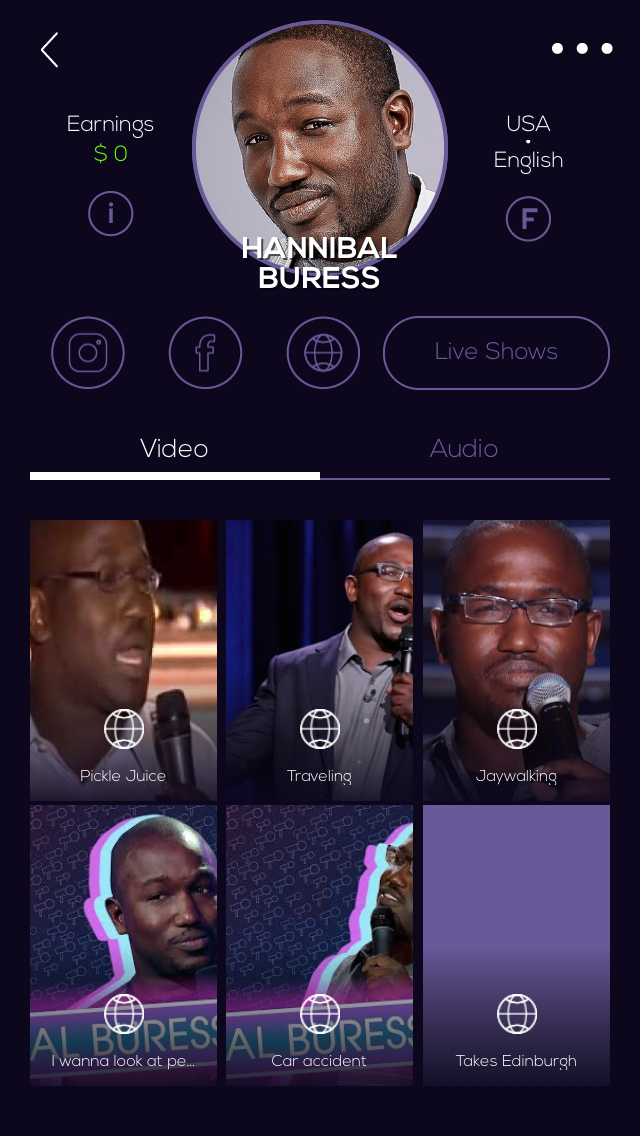 Earnings
$ 0
USA
English
i
F
HANNIBAL
BURESS
Live Shows
Video
Audio
Pickle Juice
Traveling
Jaywalking
AL BURESS
I wanna look at pe...
AL BURESS
Car accident
Takes Edinburgh